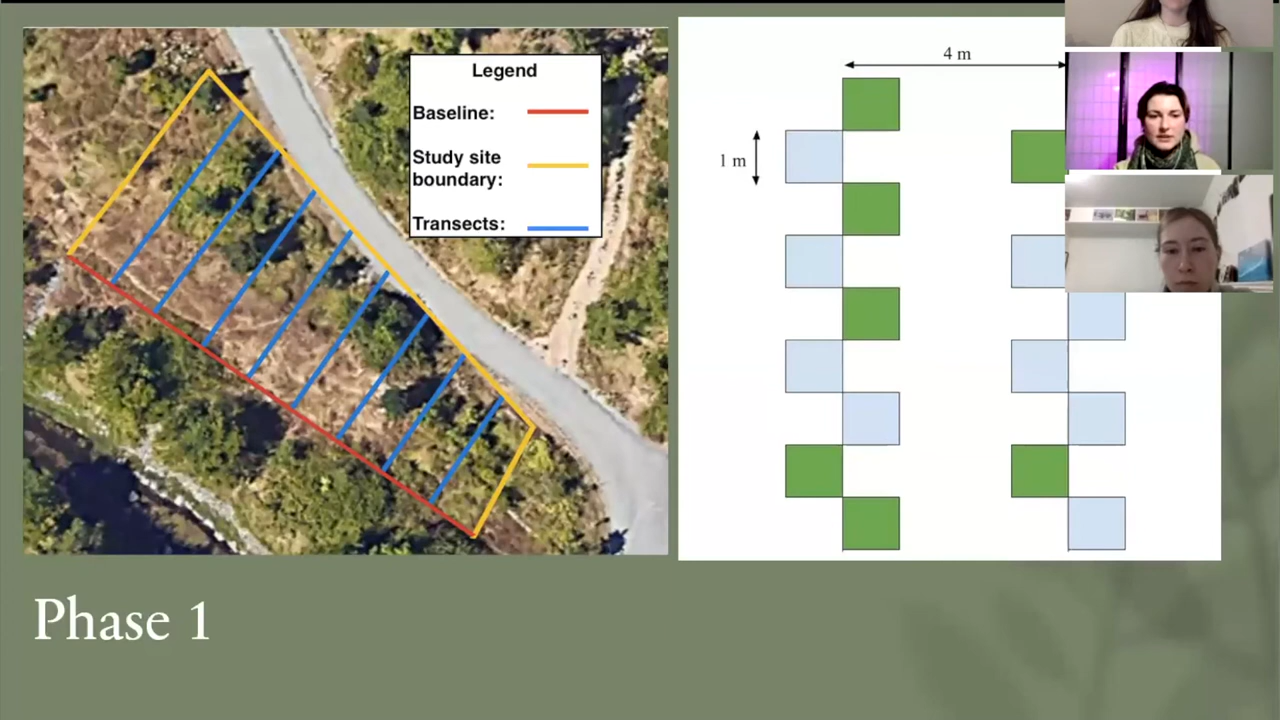 Legend
Baseline:
Study site
boundary:
Transects:
4 m
1 m
Phase 1